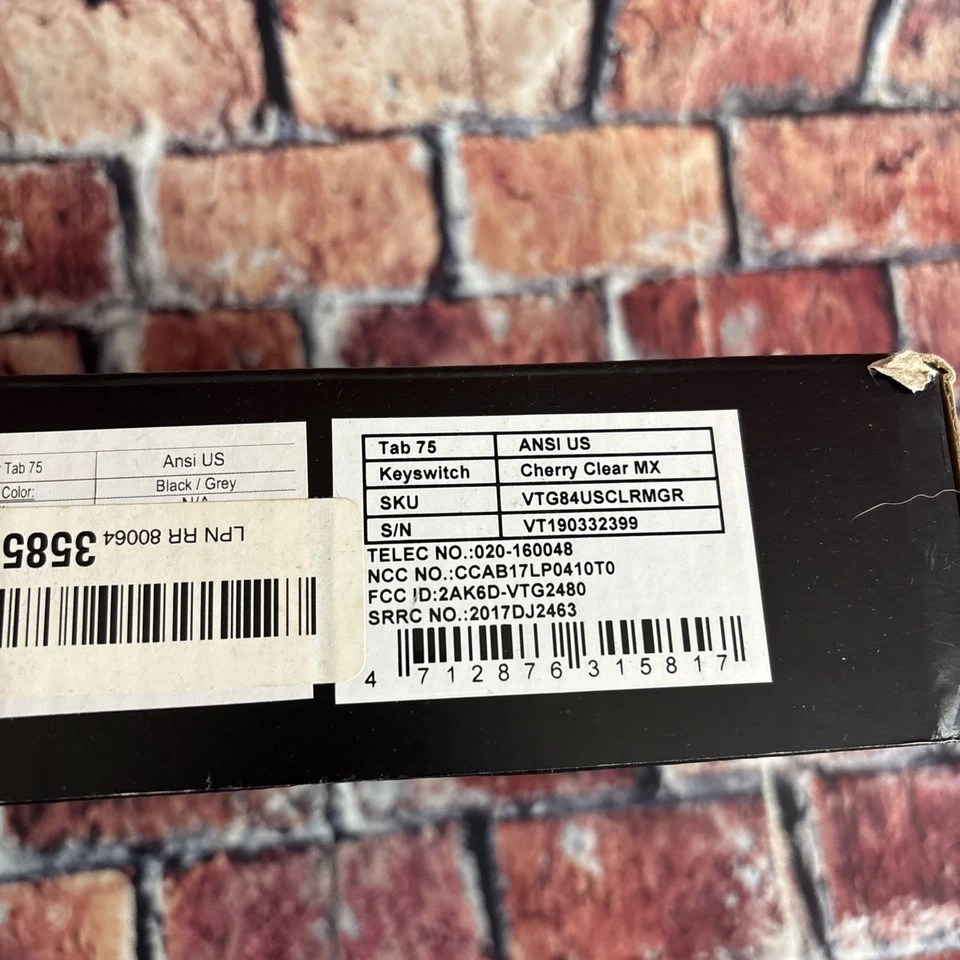 Tab 75 Ansi US
Color: Black / Grey
N/A
LPN RR 80064 3585
Tab 75 ANSI US
Keyswitch Cherry Clear MX
SKU VTG84USCLRMGR
S/N VT190332399
TELEC NO.:020-160048
NCC NO.:CCAB17LP0410T0
FCC ID:2AK6D-VTG2480
SRRC NO.:2017DJ2463
4 712876 315817